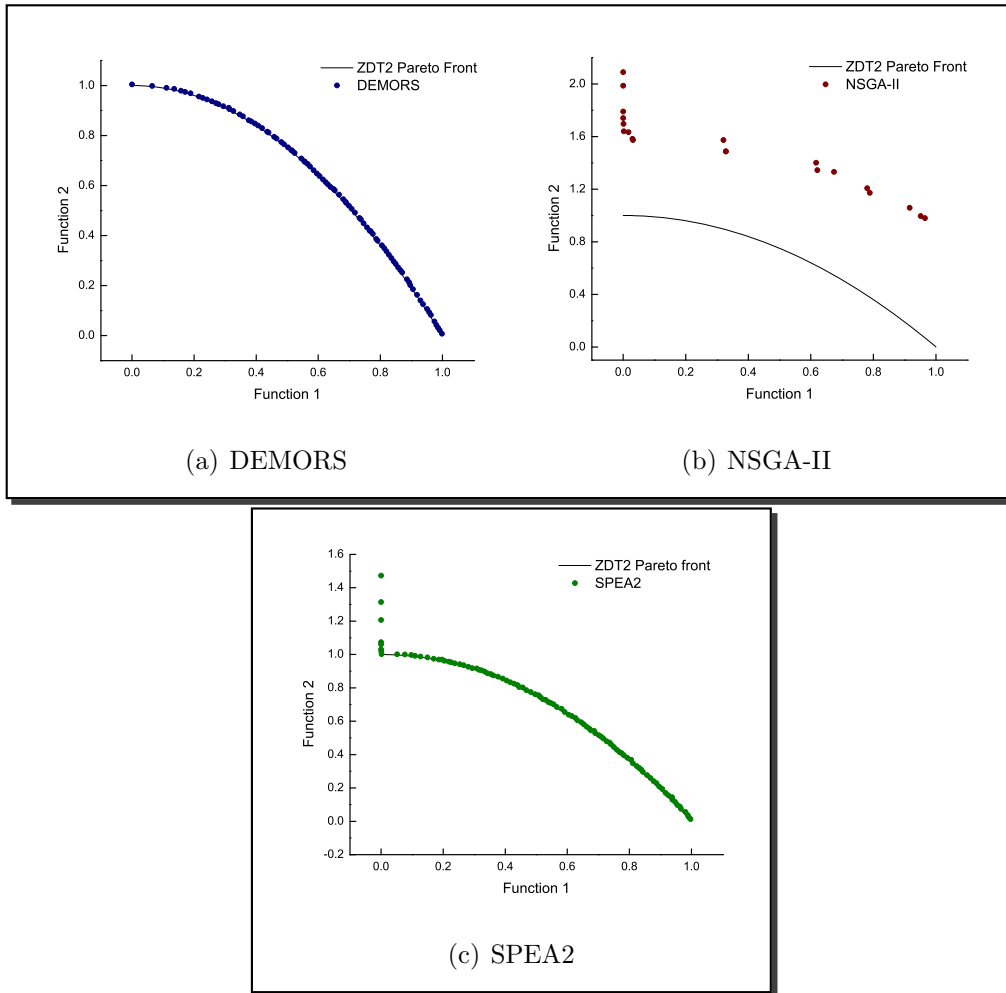 ZDT2 Pareto Front
DEMORS
1.0
0.8
0.6
0.4
0.2
0.0
Function 2
0.0 0.2 0.4 0.6 0.8 1.0
Function 1
(a) DEMORS
ZDT2 Pareto Front
NSGA-II
2.0
1.6
1.2
0.8
0.4
0.0
Function 2
0.0 0.2 0.4 0.6 0.8 1.0
Function 1
(b) NSGA-II
ZDT2 Pareto front
SPEA2
1.6
1.4
1.2
1.0
0.8
0.6
0.4
0.2
0.0
-0.2
Function 2
0.0 0.2 0.4 0.6 0.8 1.0
Function 1
(c) SPEA2